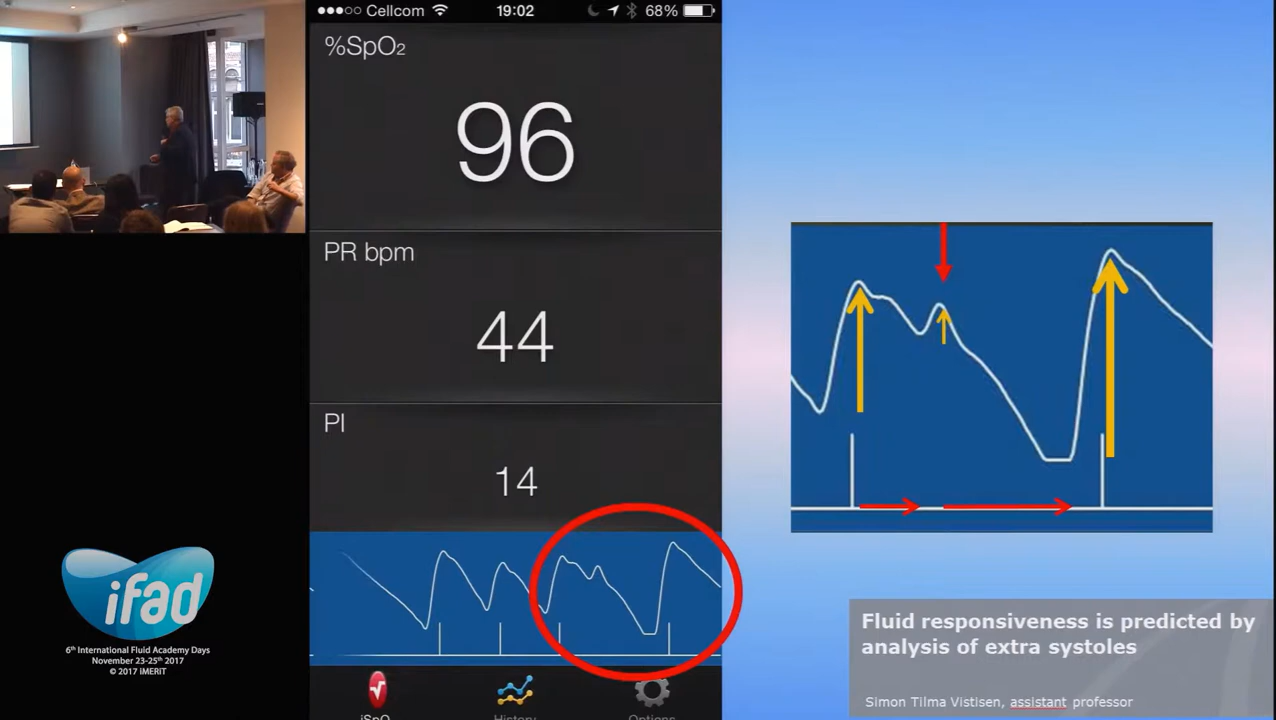 Cellcom
19:02
68%
%SpO2
96
PR bpm
44
PI
14
iSpO
History
Options
ifad
6th International Fluid Academy Days
November 23-25th 2017
© 2017 iMERiT
Fluid responsiveness is predicted by
analysis of extra systoles
Simon Tilma Vistisen, assistant professor